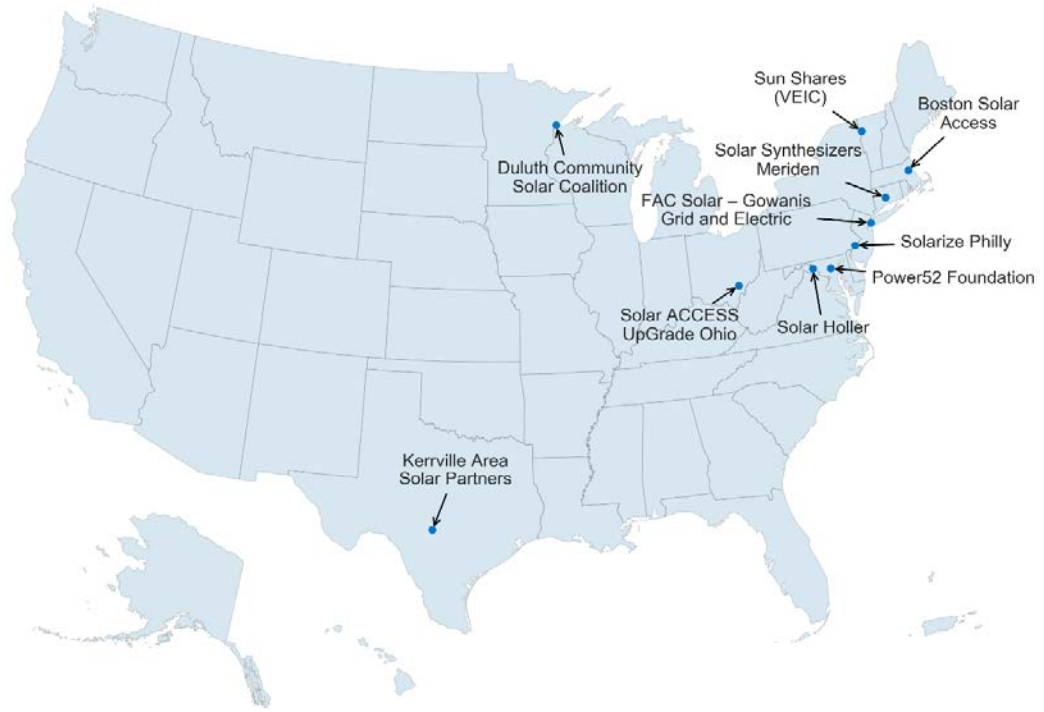 Sun Shares
(VEIC)
Boston Solar
Access
Solar Synthesizers
Meriden
Duluth Community
Solar Coalition
FAC Solar – Gowanis
Grid and Electric
Solarize Philly
Power52 Foundation
Solar ACCESS
UpGrade Ohio
Solar Holler
Kerrville Area
Solar Partners